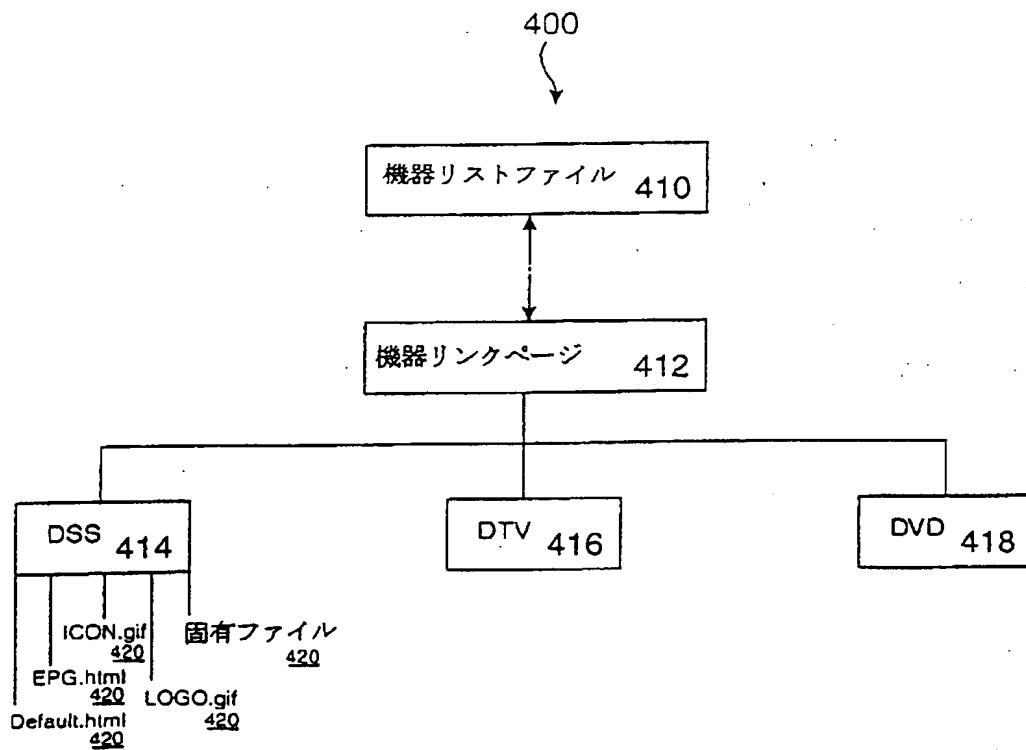 400
機器リストファイル 410
機器リンクページ 412
DSS 414
DTV 416
DVD 418
ICON.gif
420
固有ファイル
420
EPG.html
420
LOGO.gif
420
Default.html
420